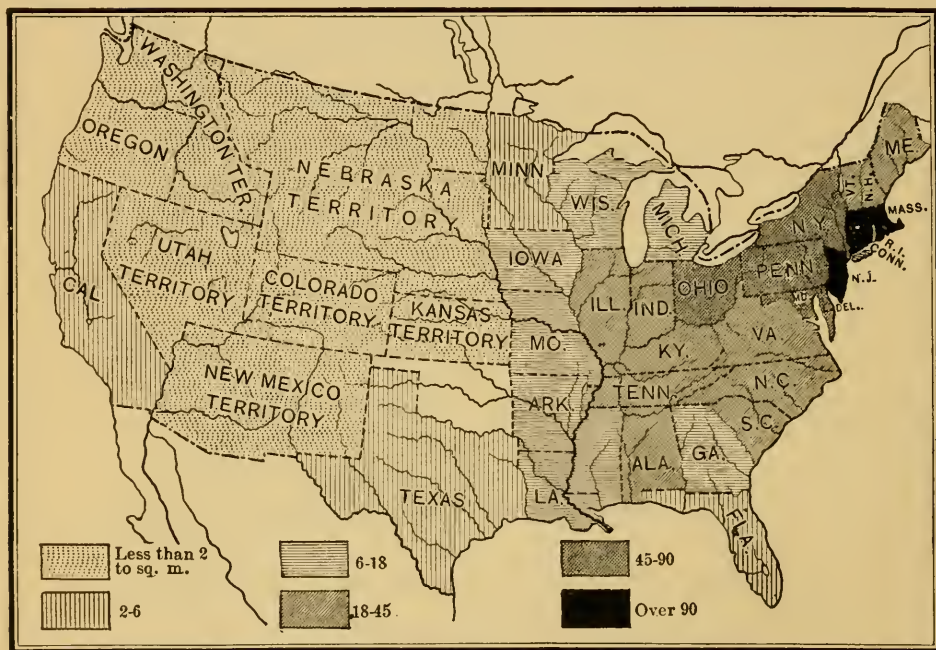 WASHINGTON TER
OREGON
NEBRASKA
TERRITORY
MINN
WIS.
MICH.
ME.
VT.
N.H.
MASS.
N.Y.
R.I.
CONN.
UTAH
TERRITORY
CAL
COLORADO
TERRITORY
KANSAS
TERRITORY
IOWA
ILL
IND.
OHIO
PENN
N.J.
MD.
DEL.
MO.
KY.
VA.
NEW MEXICO
TERRITORY
ARK
TENN
N.C.
S.C.
TEXAS
LA.
ALA.
GA.
FLA.
Less than 2
to sq. m.
2-6
6-18
18-45
45-90
Over 90